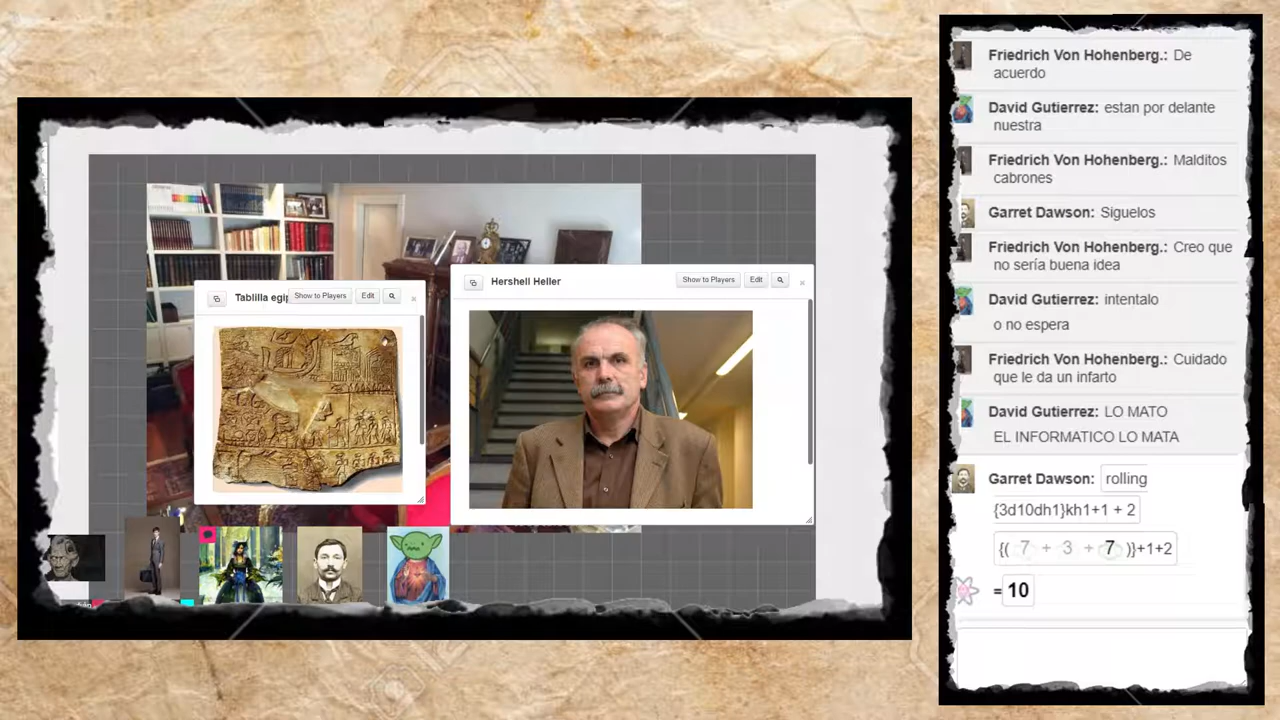 Tablilla egip
Show to Players
Edit
Hershell Heller
Show to Players
Edit
Friedrich Von Hohenberg.: De
acuerdo
David Gutierrez: estan por delante
nuestra
Friedrich Von Hohenberg.: Malditos
cabrones
Garret Dawson: Siguelos
Friedrich Von Hohenberg.: Creo que
no sería buena idea
David Gutierrez: intentalo
o no espera
Friedrich Von Hohenberg.: Cuidado
que le da un infarto
David Gutierrez: LO MATO
EL INFORMATICO LO MATA
Garret Dawson: rolling
{3d10dh1}kh1+1 + 2
{( 7 + 3 + 7 )}+1+2
= 10